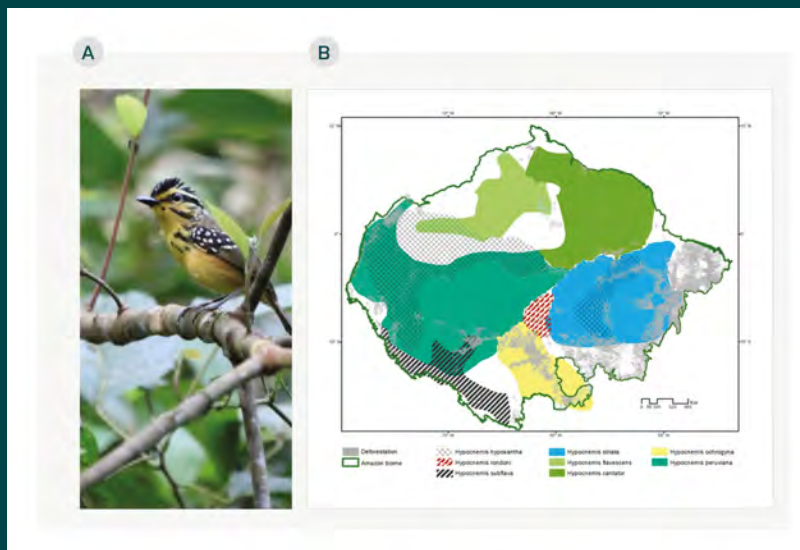 A
B
Deforestation
Amazon biome
Hypocnemis hypoxantha
Hypocnemis rondoni
Hypocnemis subflava
Hypocnemis striata
Hypocnemis flavescens
Hypocnemis cantator
Hypocnemis ochrogyna
Hypocnemis peruviana